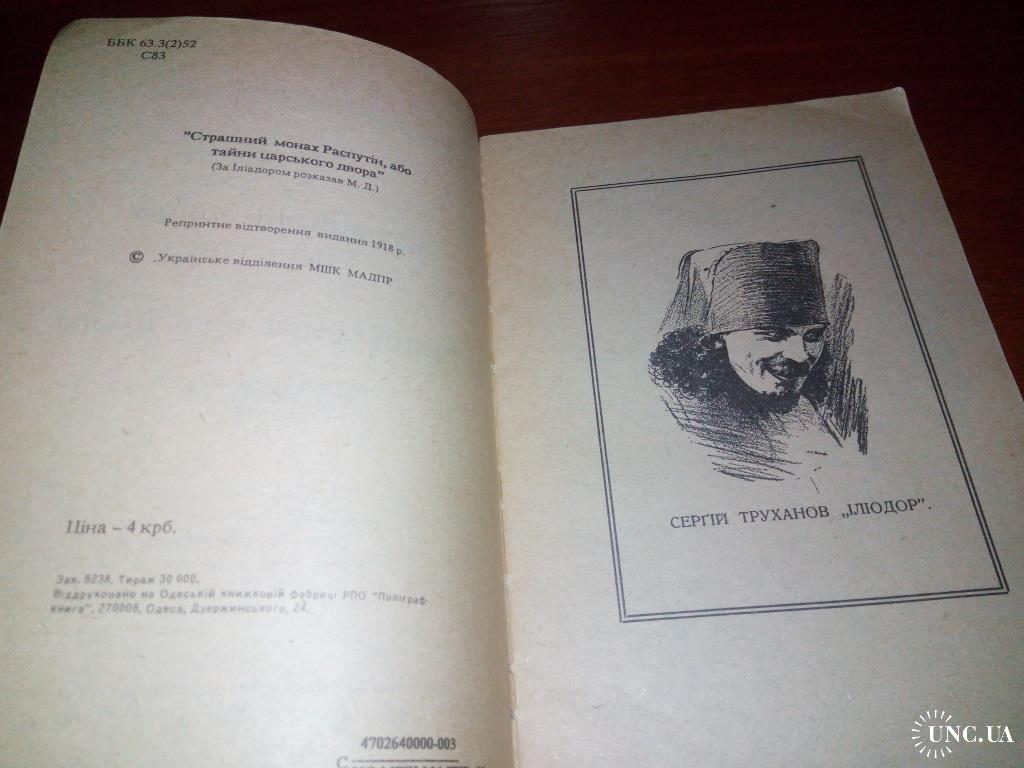 ББК 63.3(2)52
С83
"Страшний монах Распутін, або
тайни царського двора"
(За Іліадором розказав М. Д.)
Репринтне відтворення видання 1918 р.
© .Українське відділення МШК МАДПР
Ціна – 4 крб.
Зак. 8238. Тираж 30 000.
Віддруковано на Одеській книжковій фабриці РПО "Поліграф-
книга", 270008, Одеса, Дзержинського, 24.
4702640000-003
С
СЕРГІЙ ТРУХАНОВ „ІЛІОДОР".
UNC.UA